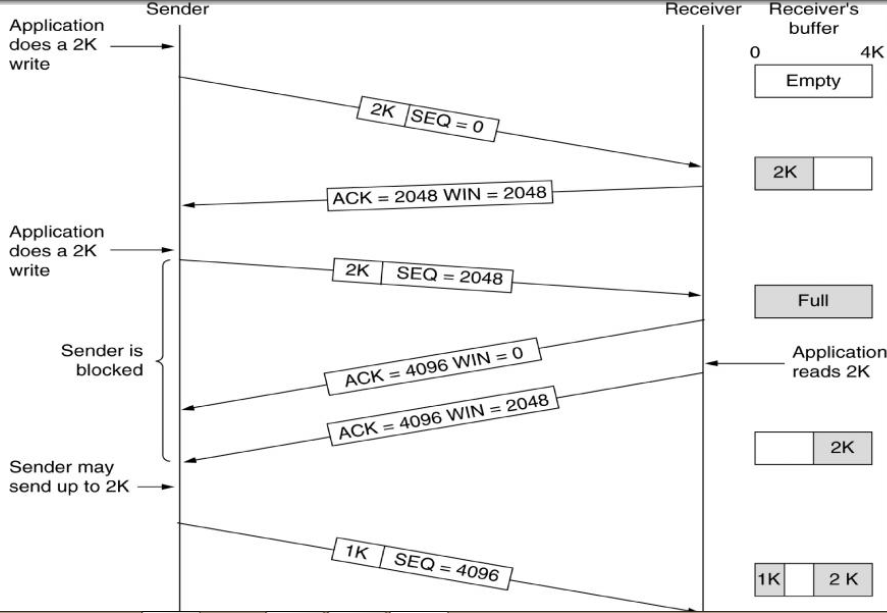 Sender
Receiver
Receiver's
buffer
Application
does a 2K
write
0
4K
Empty
2K
SEQ = 0
2K
ACK = 2048 WIN = 2048
Application
does a 2K
write
2K
SEQ = 2048
Full
Sender is
blocked
ACK = 4096 WIN = 0
Application
reads 2K
ACK = 4096 WIN = 2048
2K
Sender may
send up to 2K
1K
SEQ = 4096
1K
2 K